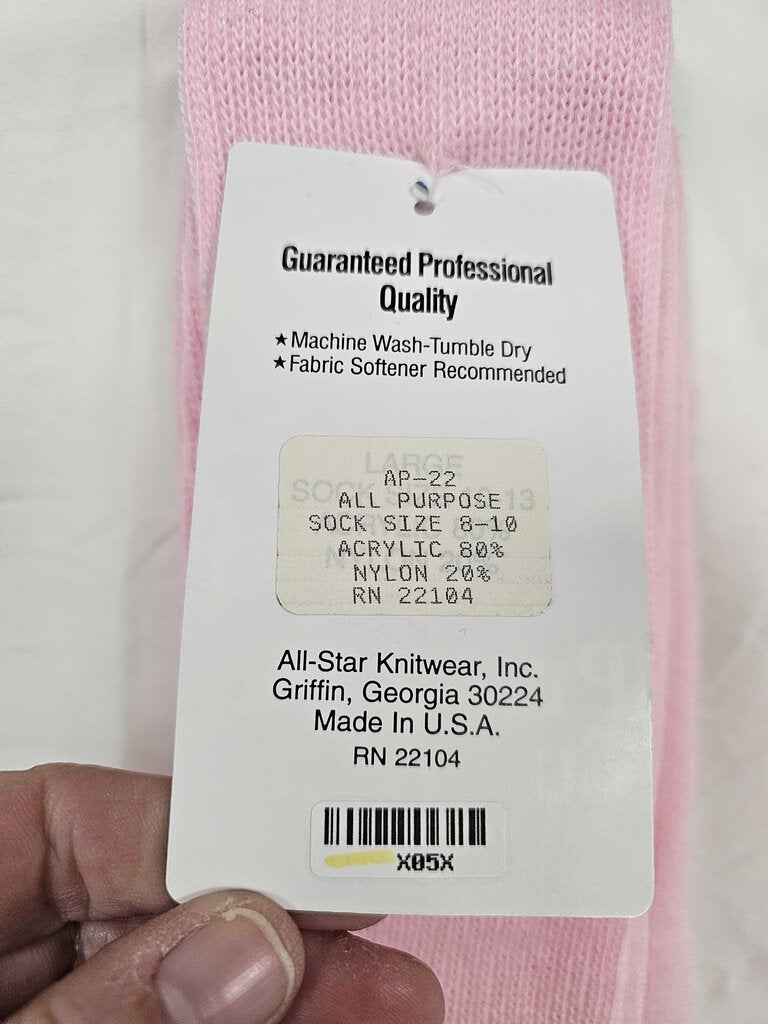 Guaranteed Professional
Quality
★Machine Wash-Tumble Dry
★Fabric Softener Recommended
LARGE
AP-22
ALL PURPOSE
SOCK SIZE 8-10
ACRYLIC 80%
NYLON 20%
RN 22104
All-Star Knitwear, Inc.
Griffin, Georgia 30224
Made In U.S.A.
RN 22104
X05X